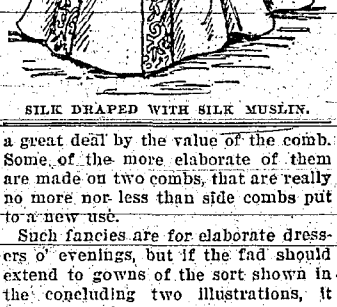 SILK DRAPED WITH SILK MUSLIN.
a great deal by the value of the comb.
Some of the more elaborate of them
are made on two combs, that are really
no more nor less than side combs put
to a new use.
Such fancies are for elaborate dress-
ers o' evenings, but if the fad should
extend to gowns of the sort shown in
the concluding two illustrations, it